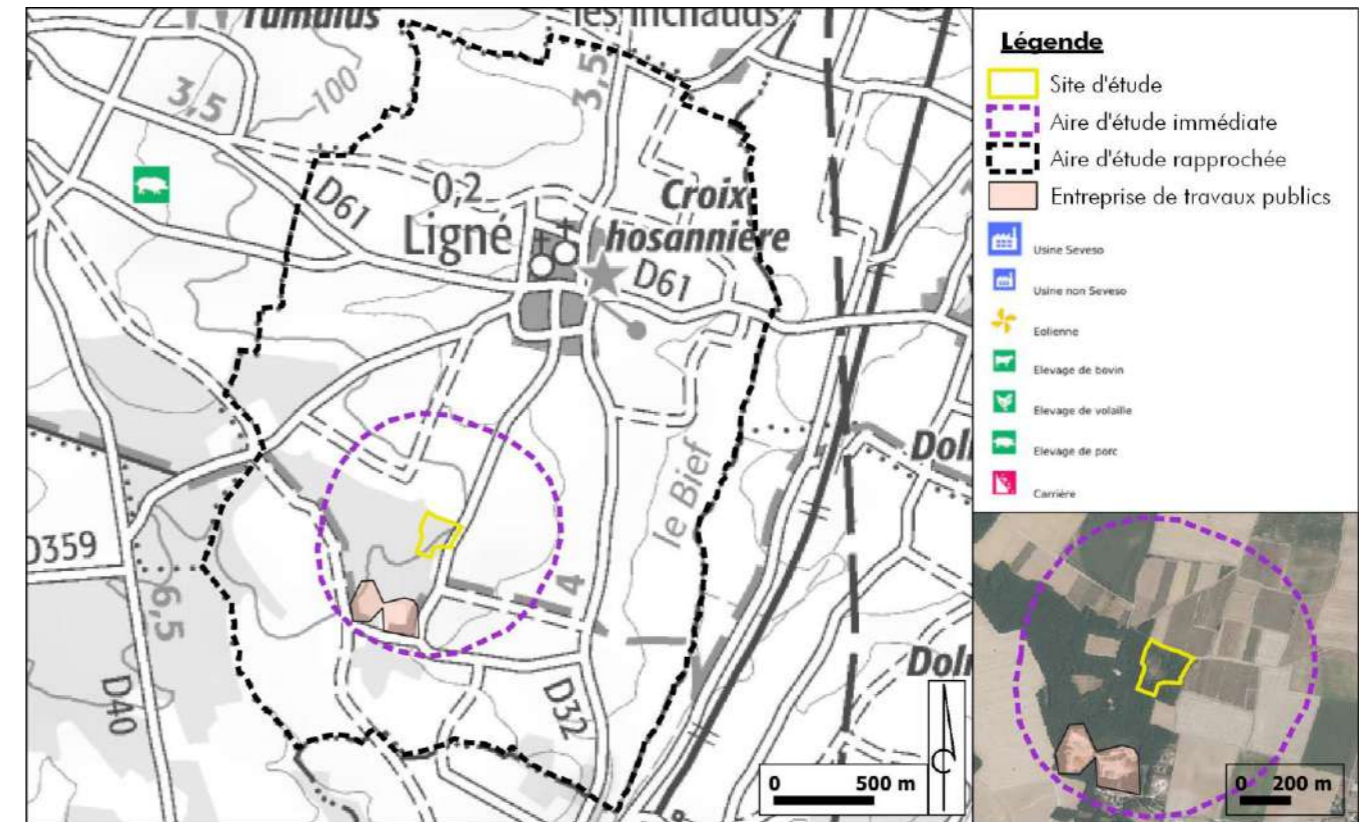 Tumulus
les Inchauds
3,5
100
3,5
D61
0,2
Croix
Ligné
hosannière
D61
le Bief
Dol
D359
6,5
4
D40
D32
Dol
0 500 m
Légende
Site d'étude
Aire d'étude immédiate
Aire d'étude rapprochée
Entreprise de travaux publics
Usine Seveso
Usine non Seveso
Eolienne
Elevage de bovin
Elevage de volaille
Elevage de porc
Carrière
0 200 m